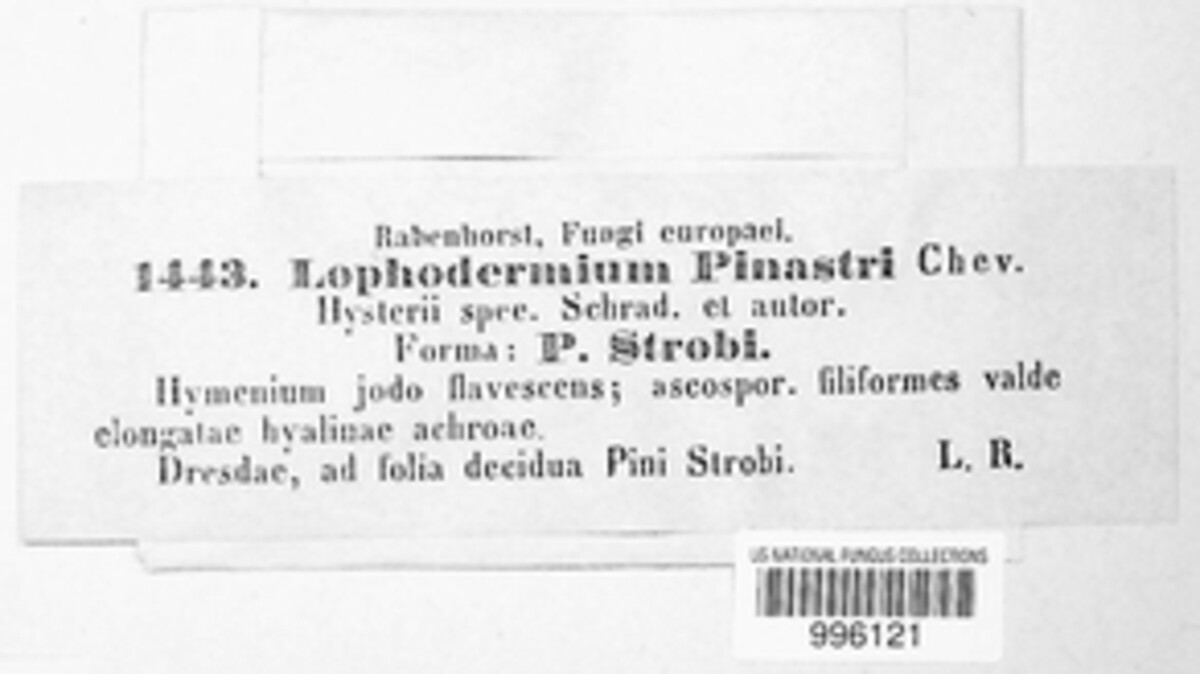 Rabenhorst, Fungi europaei.
1443. Lophodermium Pinastri Chev.
Hysterii spec. Schrad. et autor.
Forma: P. Strobi.
Hymenium jodo flavescens; ascospor. filiformes valde
elongatae hyalinae achroae.
Dresdae, ad folia decidua Pini Strobi. L. R.
US NATIONAL FUNGUS COLLECTIONS
996121